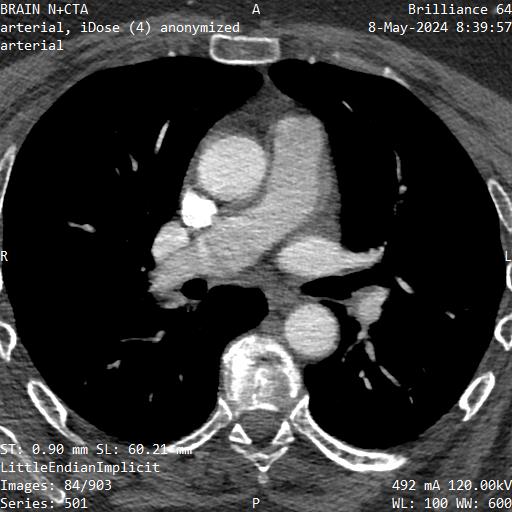 BRAIN N+CTA
A
Brilliance 64
arterial, iDose (4) anonymized
8-May-2024 8:39:57
arterial
R
L
ST: 0.90 mm SL: 60.21 mm
LittleEndianImplicit
Images: 84/903
492 mA 120.00kV
Series: 501
P
WL: 100 WW: 600